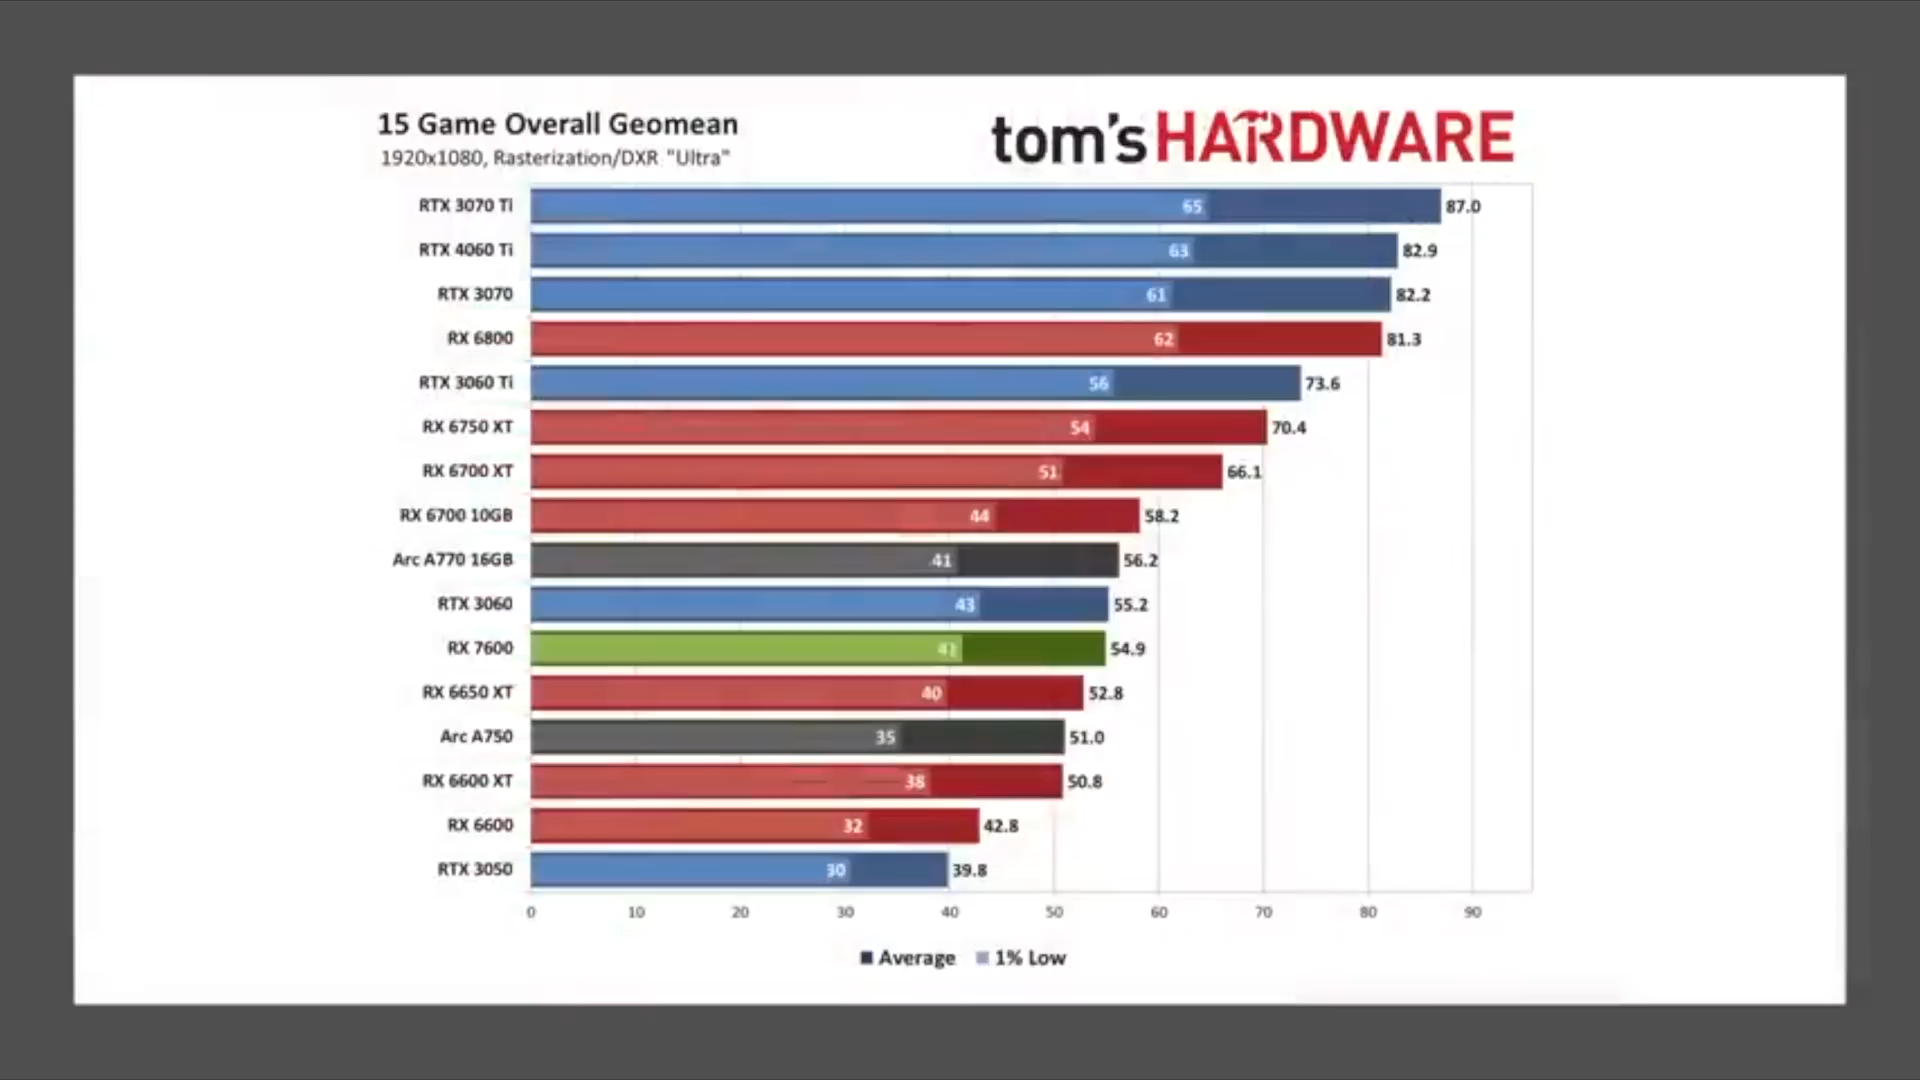 15 Game Overall Geomean
1920x1080, Rasterization/DXR "Ultra"
tom's HARDWARE
RTX 3070 Ti 65 87.0
RTX 4060 Ti 63 82.9
RTX 3070 61 82.2
RX 6800 62 81.3
RTX 3060 Ti 56 73.6
RX 6750 XT 54 70.4
RX 6700 XT 51 66.1
RX 6700 10GB 44 58.2
Arc A770 16GB 41 56.2
RTX 3060 43 55.2
RX 7600 41 54.9
RX 6650 XT 40 52.8
Arc A750 35 51.0
RX 6600 XT 38 50.8
RX 6600 32 42.8
RTX 3050 30 39.8
0 10 20 30 40 50 60 70 80 90
Average 1% Low